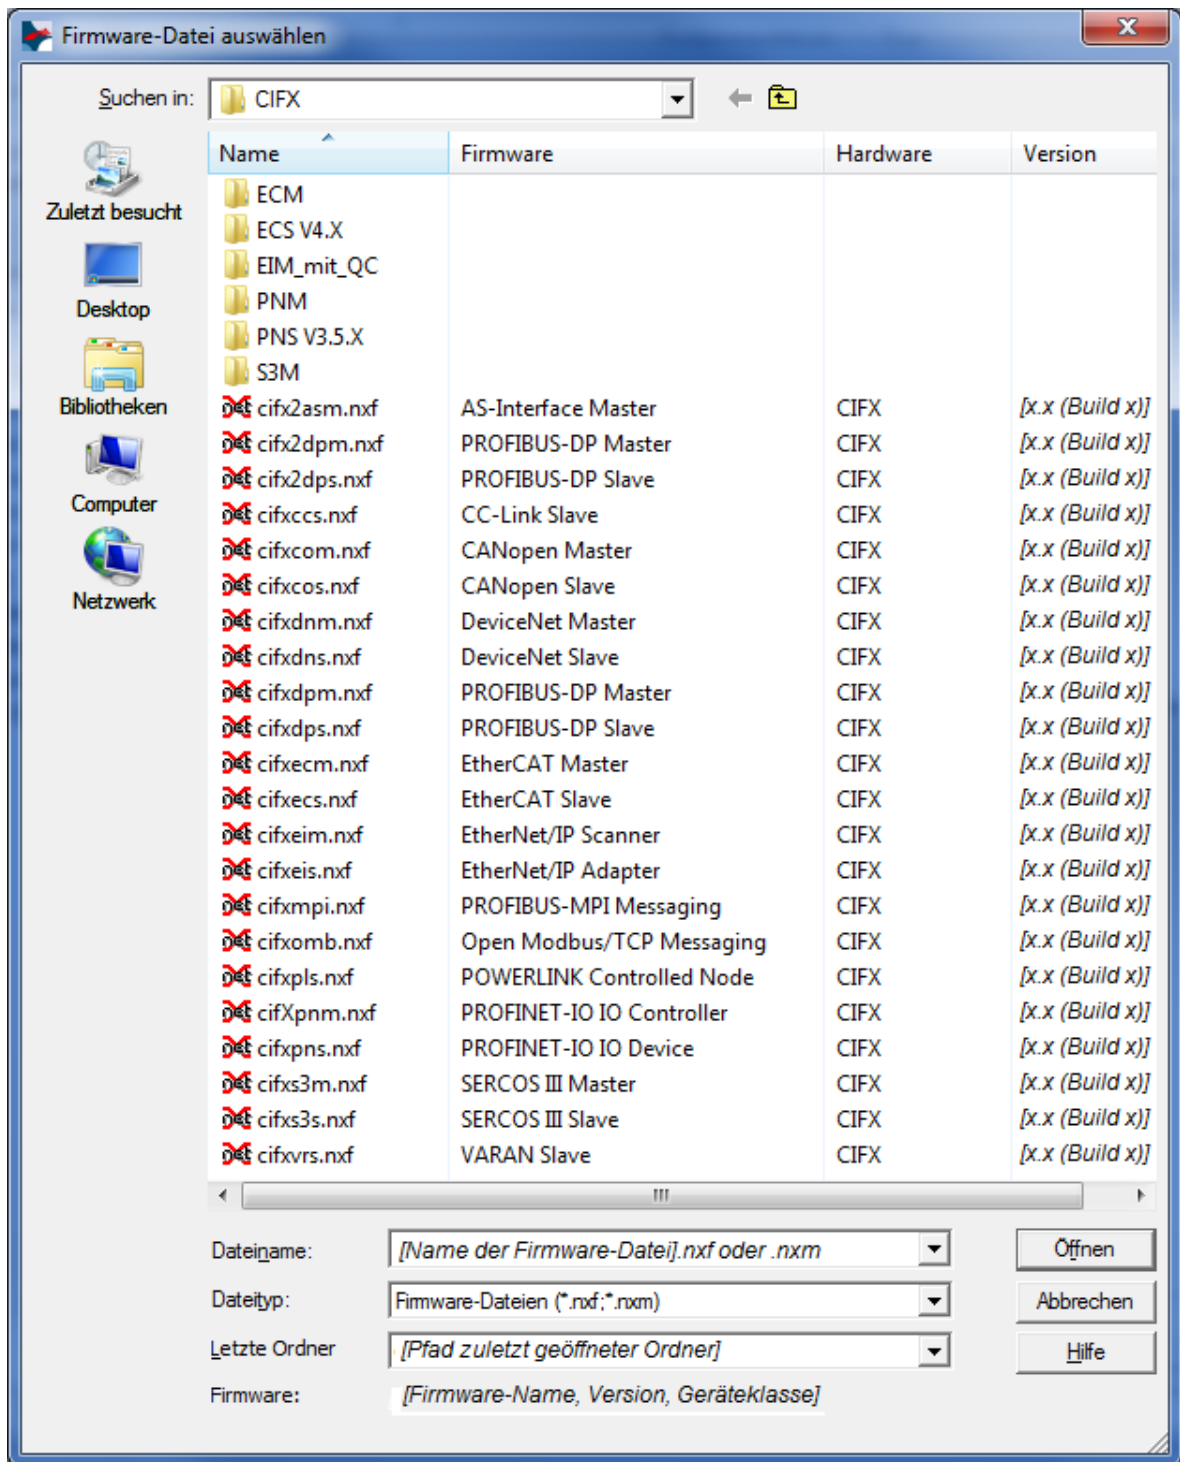 Firmware-Datei auswählen
Suchen in: CIFX
Name Firmware Hardware Version
Zuletzt besucht
Desktop
Bibliotheken
Computer
Netzwerk
ECM
ECS V4.X
EIM_mit_QC
PNM
PNS V3.5.X
S3M
cifx2asm.nxf AS-Interface Master CIFX [x.x (Build x)]
cifx2dpm.nxf PROFIBUS-DP Master CIFX [x.x (Build x)]
cifx2dps.nxf PROFIBUS-DP Slave CIFX [x.x (Build x)]
cifxccs.nxf CC-Link Slave CIFX [x.x (Build x)]
cifxcom.nxf CANopen Master CIFX [x.x (Build x)]
cifxcos.nxf CANopen Slave CIFX [x.x (Build x)]
cifxdnm.nxf DeviceNet Master CIFX [x.x (Build x)]
cifxdns.nxf DeviceNet Slave CIFX [x.x (Build x)]
cifxdpm.nxf PROFIBUS-DP Master CIFX [x.x (Build x)]
cifxdps.nxf PROFIBUS-DP Slave CIFX [x.x (Build x)]
cifxecm.nxf EtherCAT Master CIFX [x.x (Build x)]
cifxecs.nxf EtherCAT Slave CIFX [x.x (Build x)]
cifxeim.nxf EtherNet/IP Scanner CIFX [x.x (Build x)]
cifxeis.nxf EtherNet/IP Adapter CIFX [x.x (Build x)]
cifxmpi.nxf PROFIBUS-MPI Messaging CIFX [x.x (Build x)]
cifxomb.nxf Open Modbus/TCP Messaging CIFX [x.x (Build x)]
cifxpls.nxf POWERLINK Controlled Node CIFX [x.x (Build x)]
cifXpnm.nxf PROFINET-IO IO Controller CIFX [x.x (Build x)]
cifxpns.nxf PROFINET-IO IO Device CIFX [x.x (Build x)]
cifxs3m.nxf SERCOS III Master CIFX [x.x (Build x)]
cifxs3s.nxf SERCOS III Slave CIFX [x.x (Build x)]
cifxvrs.nxf VARAN Slave CIFX [x.x (Build x)]
Dateiname: [Name der Firmware-Datei].nxf oder .nxm Öffnen
Dateityp: Firmware-Dateien (*.nxf;*.nxm) Abbrechen
Letzte Ordner [Pfad zuletzt geöffneter Ordner] Hilfe
Firmware: [Firmware-Name, Version, Geräteklasse]